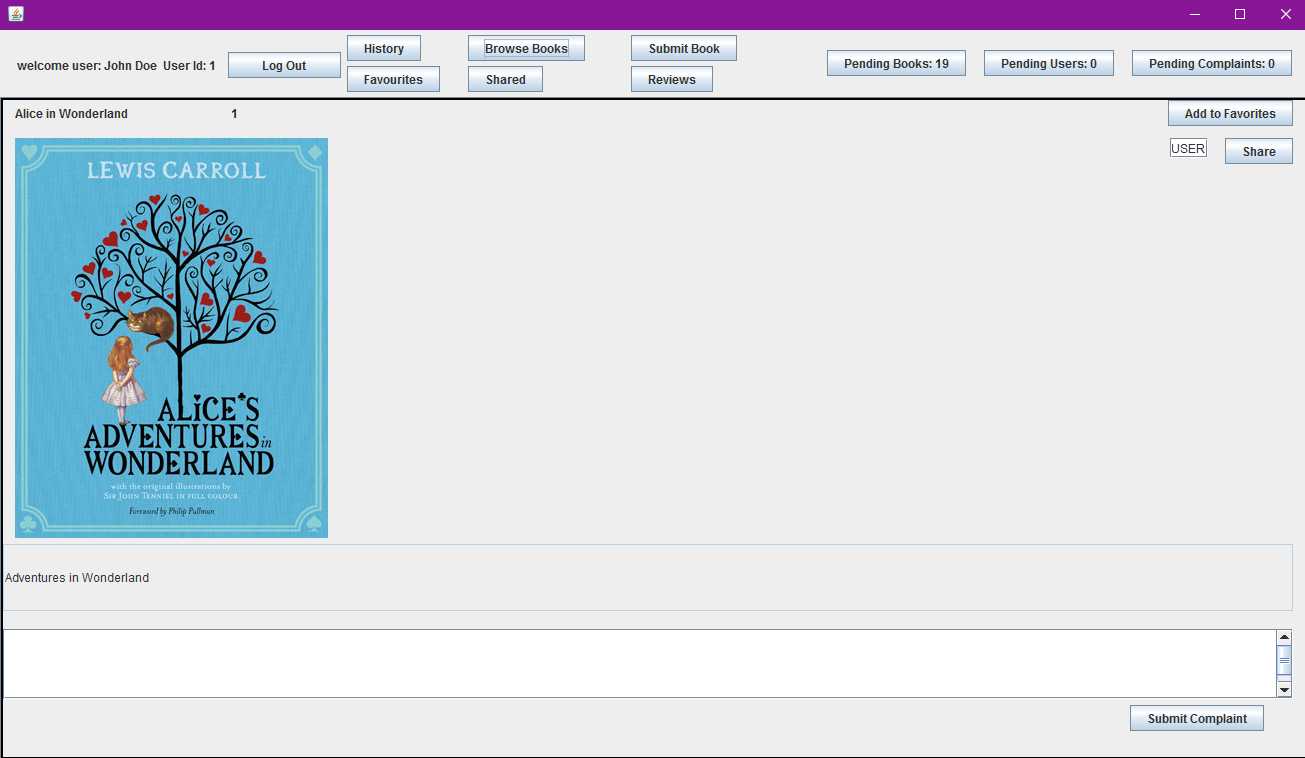 welcome user: John Doe User Id: 1
Log Out
History
Favourites
Browse Books
Shared
Submit Book
Reviews
Pending Books: 19
Pending Users: 0
Pending Complaints: 0
Alice in Wonderland 1
Add to Favorites
USER
Share
LEWIS CARROLL
ALiCE'S
ADVENTURES in
WONDERLAND
with the original illustrations by
SIR JOHN TENNIEL IN FULL COLOUR
Foreword by Philip Pullman
Adventures in Wonderland
Submit Complaint